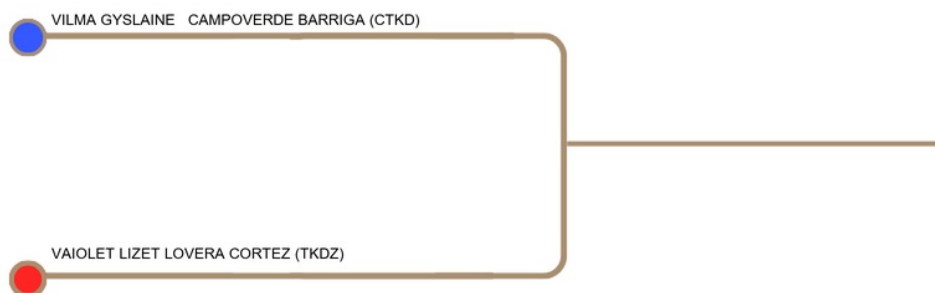 VILMA GYSLAINE   CAMPOVERDE BARRIGA (CTKD)
VAIOLET LIZET LOVERA CORTEZ (TKDZ)